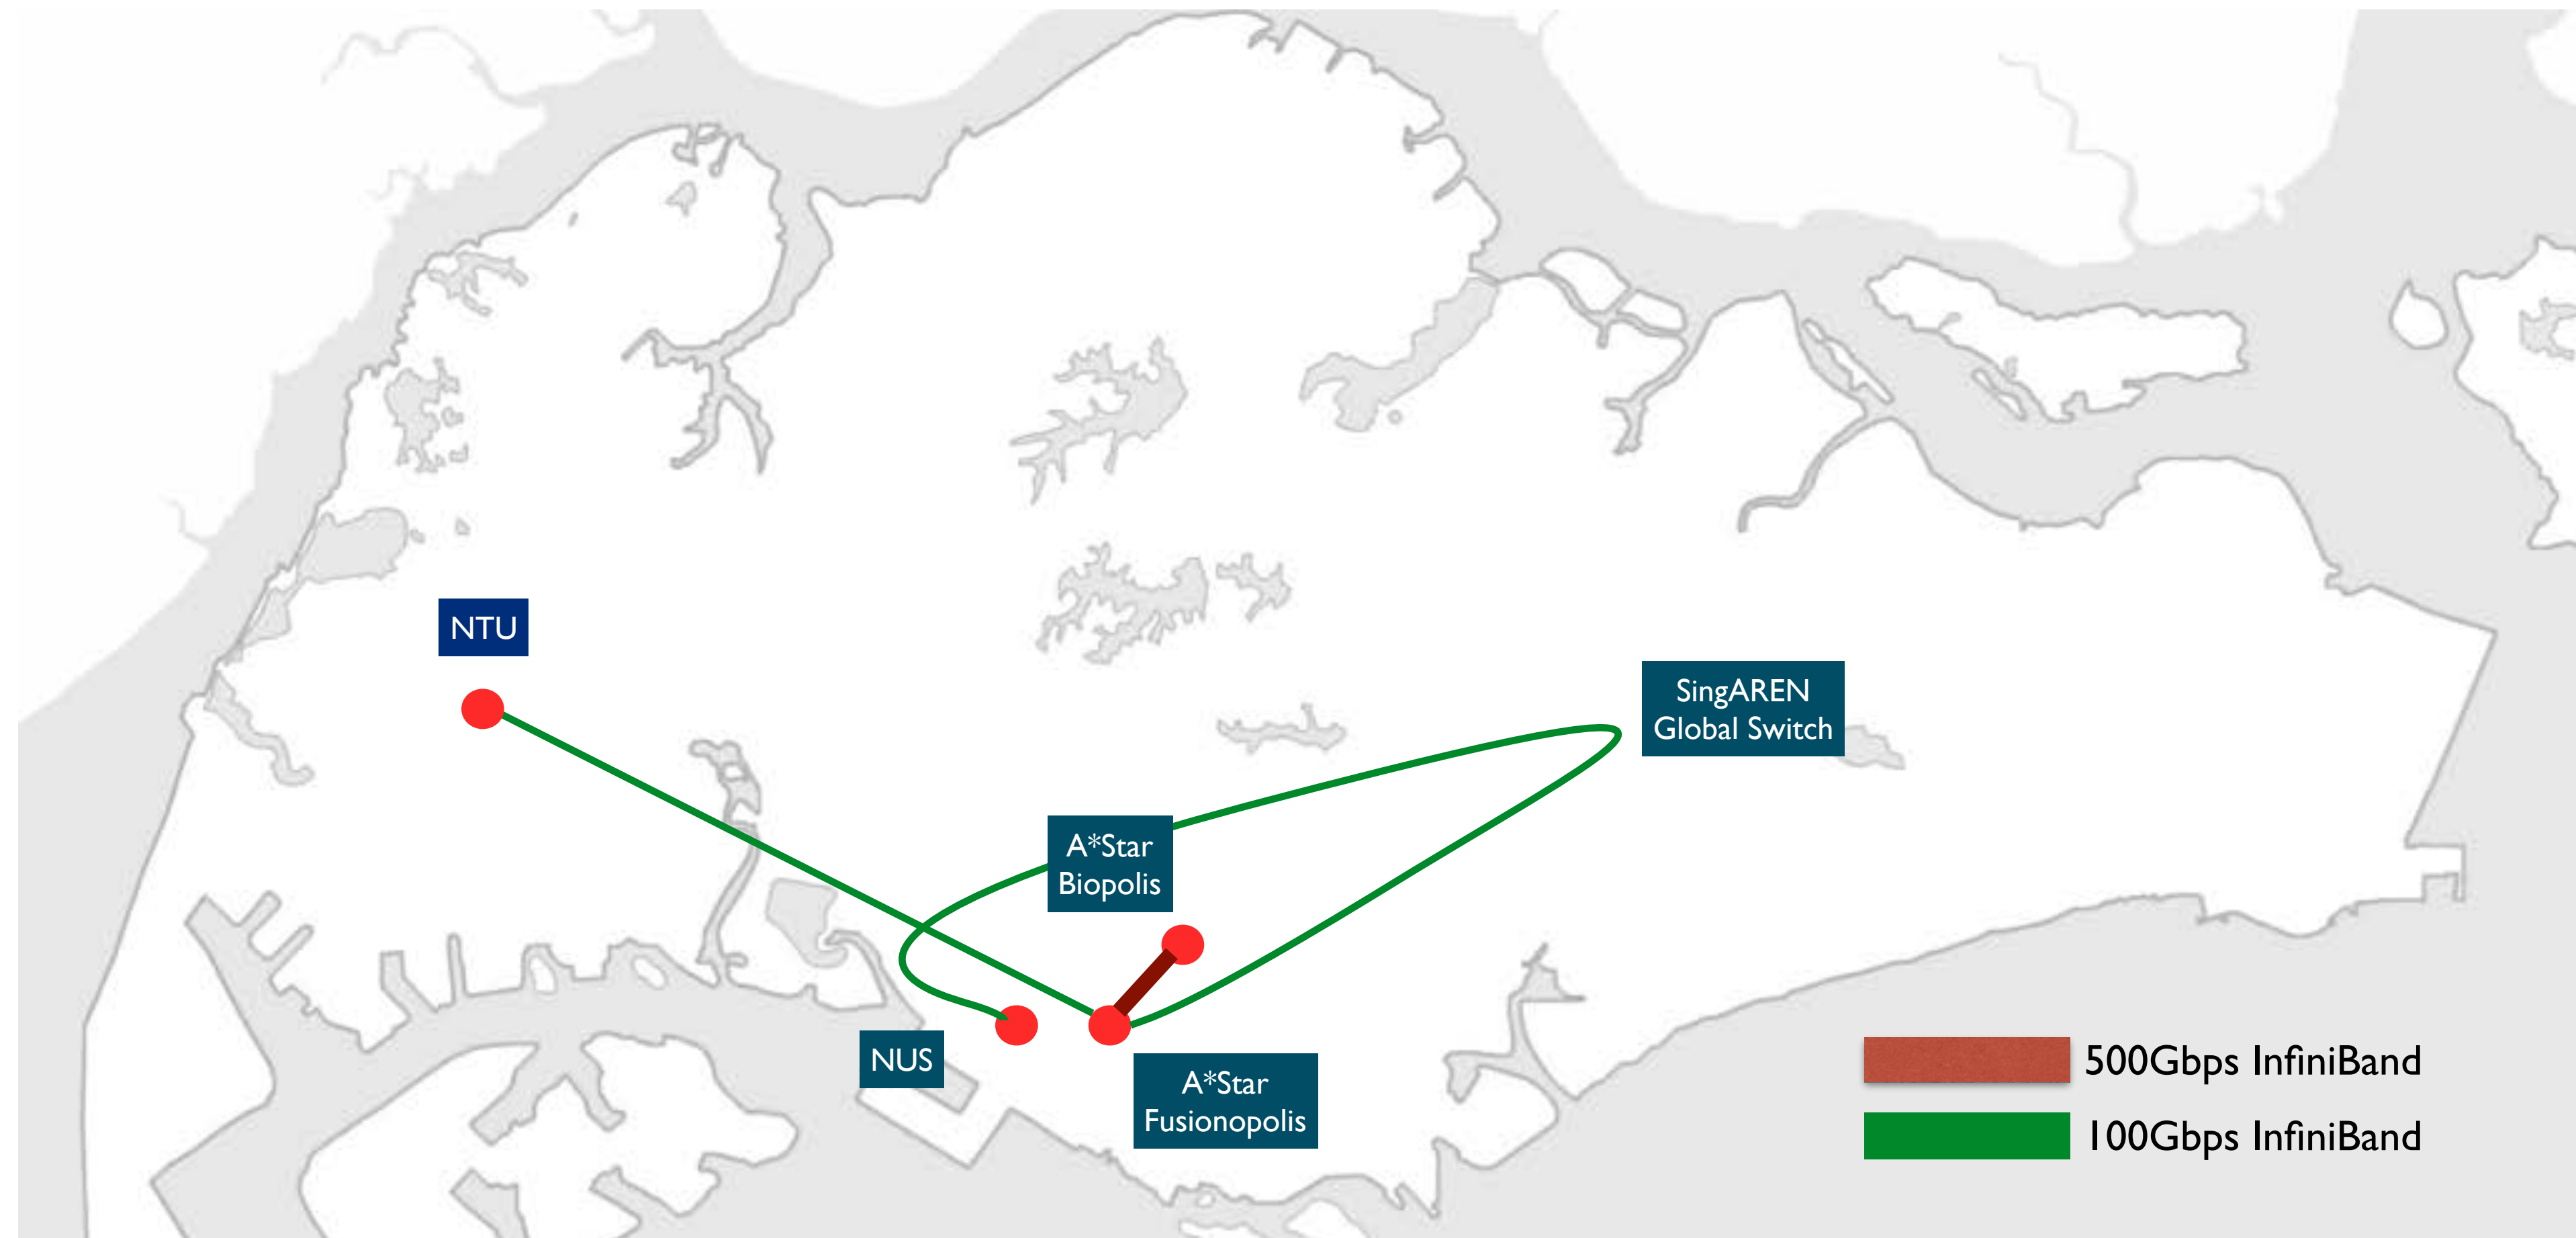 NTU
SingAREN
Global Switch
A*Star
Biopolis
NUS
A*Star
Fusionopolis
500Gbps InfiniBand
100Gbps InfiniBand